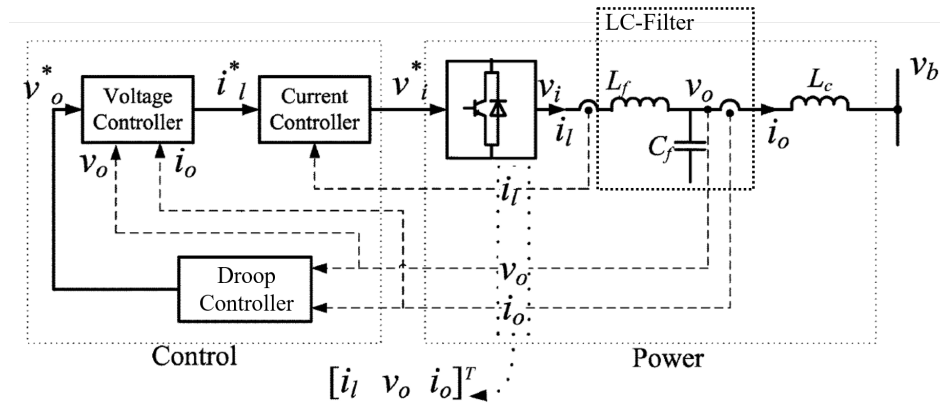 LC-Filter
v*o
Voltage
Controller
i*l
Current
Controller
v*i
vi
il
Lf
vo
Cf
io
Lc
vb
vo
io
il
Droop
Controller
vo
io
Control
Power
[il vo io]T